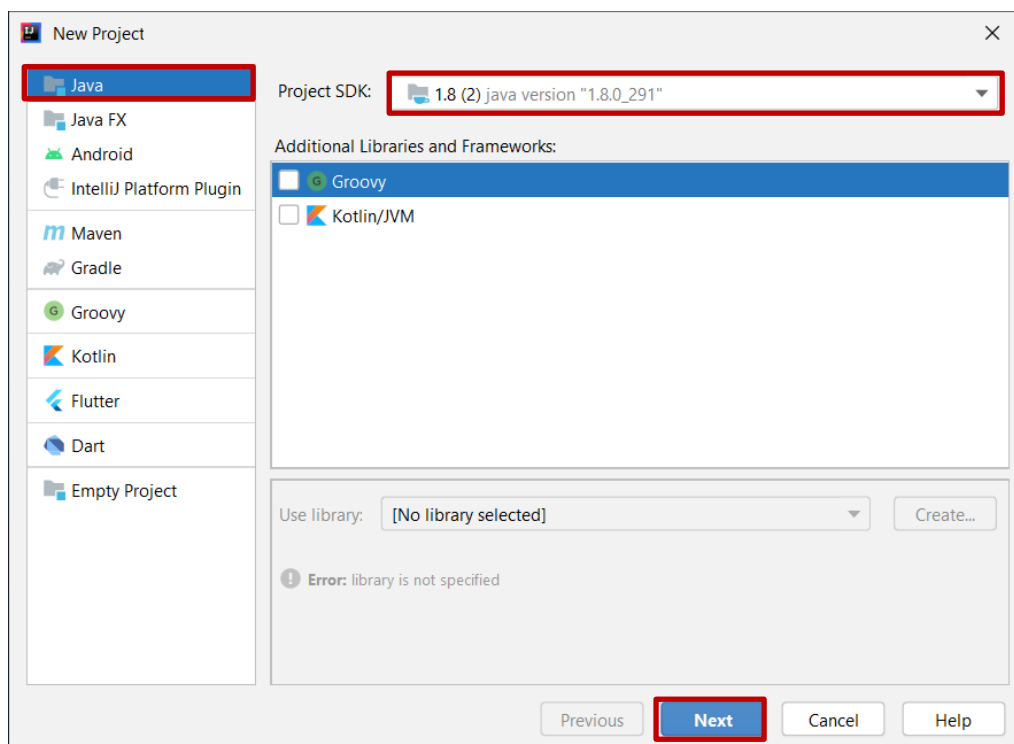 New Project
Java
Java FX
Android
IntelliJ Platform Plugin
Maven
Gradle
Groovy
Kotlin
Flutter
Dart
Empty Project
Project SDK: 1.8 (2) java version "1.8.0_291"
Additional Libraries and Frameworks:
Groovy
Kotlin/JVM
Use library: [No library selected] Create...
Error: library is not specified
Previous Next Cancel Help